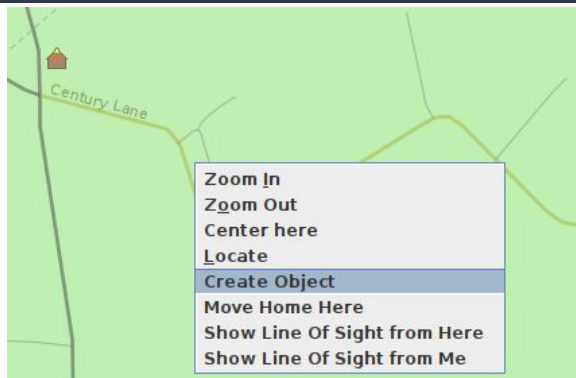 Century Lane
Zoom In
Zoom Out
Center here
Locate
Create Object
Move Home Here
Show Line Of Sight from Here
Show Line Of Sight from Me